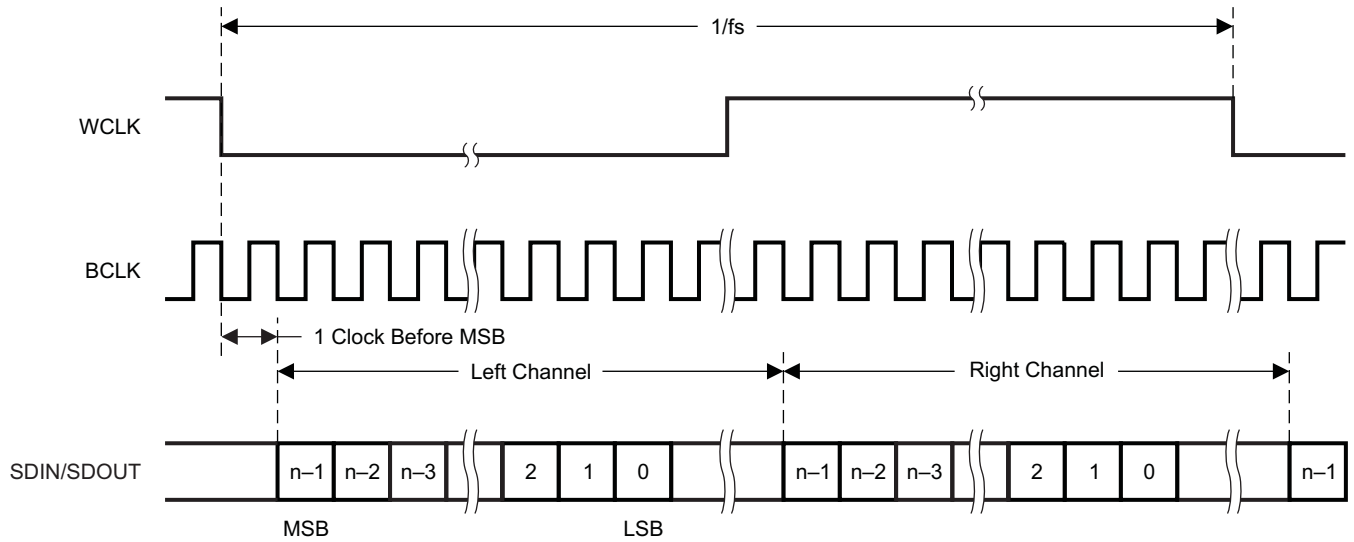 1/fs
WCLK
BCLK
1 Clock Before MSB
Left Channel
Right Channel
SDIN/SDOUT
n–1 n–2 n–3 2 1 0 n–1 n–2 n–3 2 1 0 n–1
MSB LSB